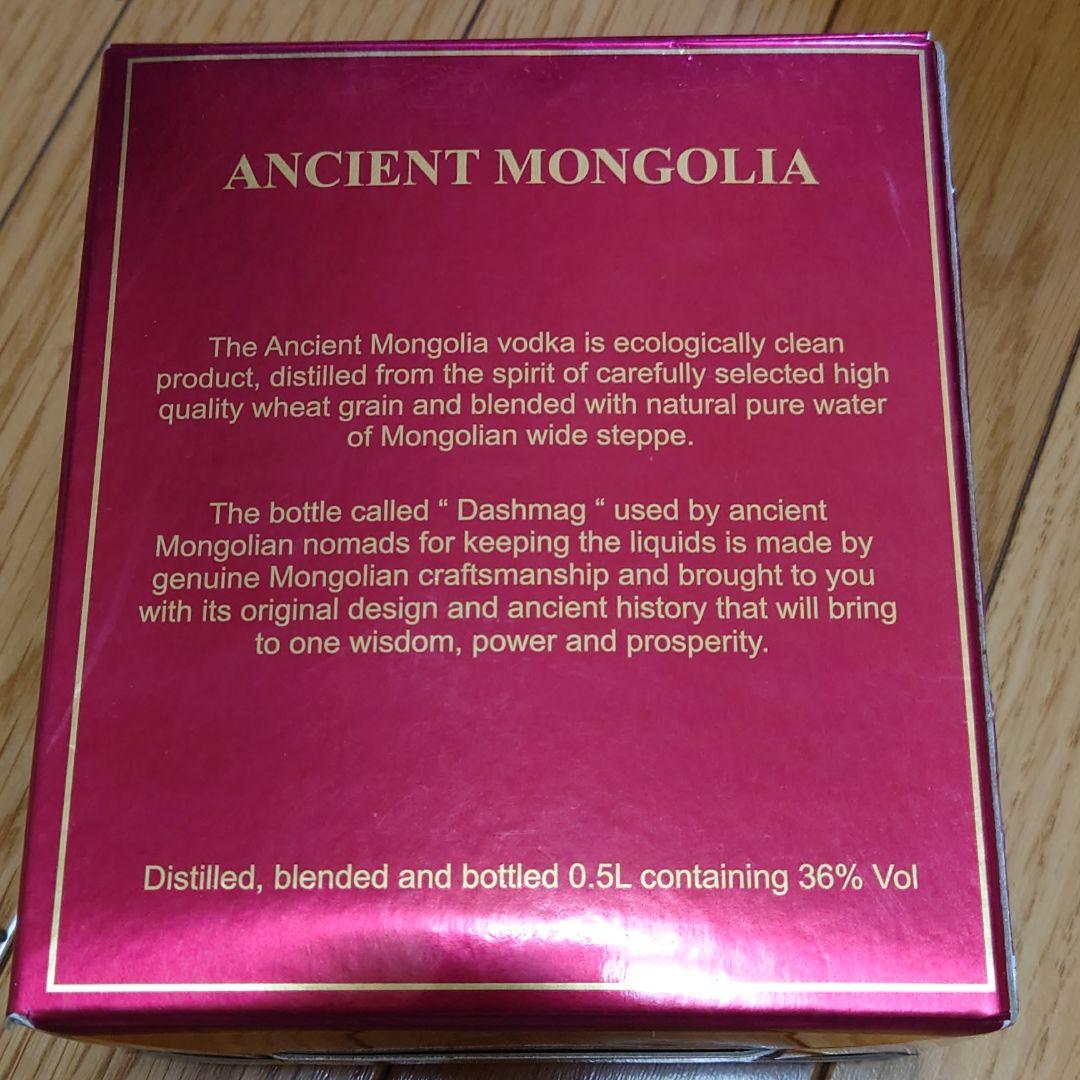 ANCIENT MONGOLIA
The Ancient Mongolia vodka is ecologically clean
product, distilled from the spirit of carefully selected high
quality wheat grain and blended with natural pure water
of Mongolian wide steppe.
The bottle called “ Dashmag “ used by ancient
Mongolian nomads for keeping the liquids is made by
genuine Mongolian craftsmanship and brought to you
with its original design and ancient history that will bring
to one wisdom, power and prosperity.
Distilled, blended and bottled 0.5L containing 36% Vol